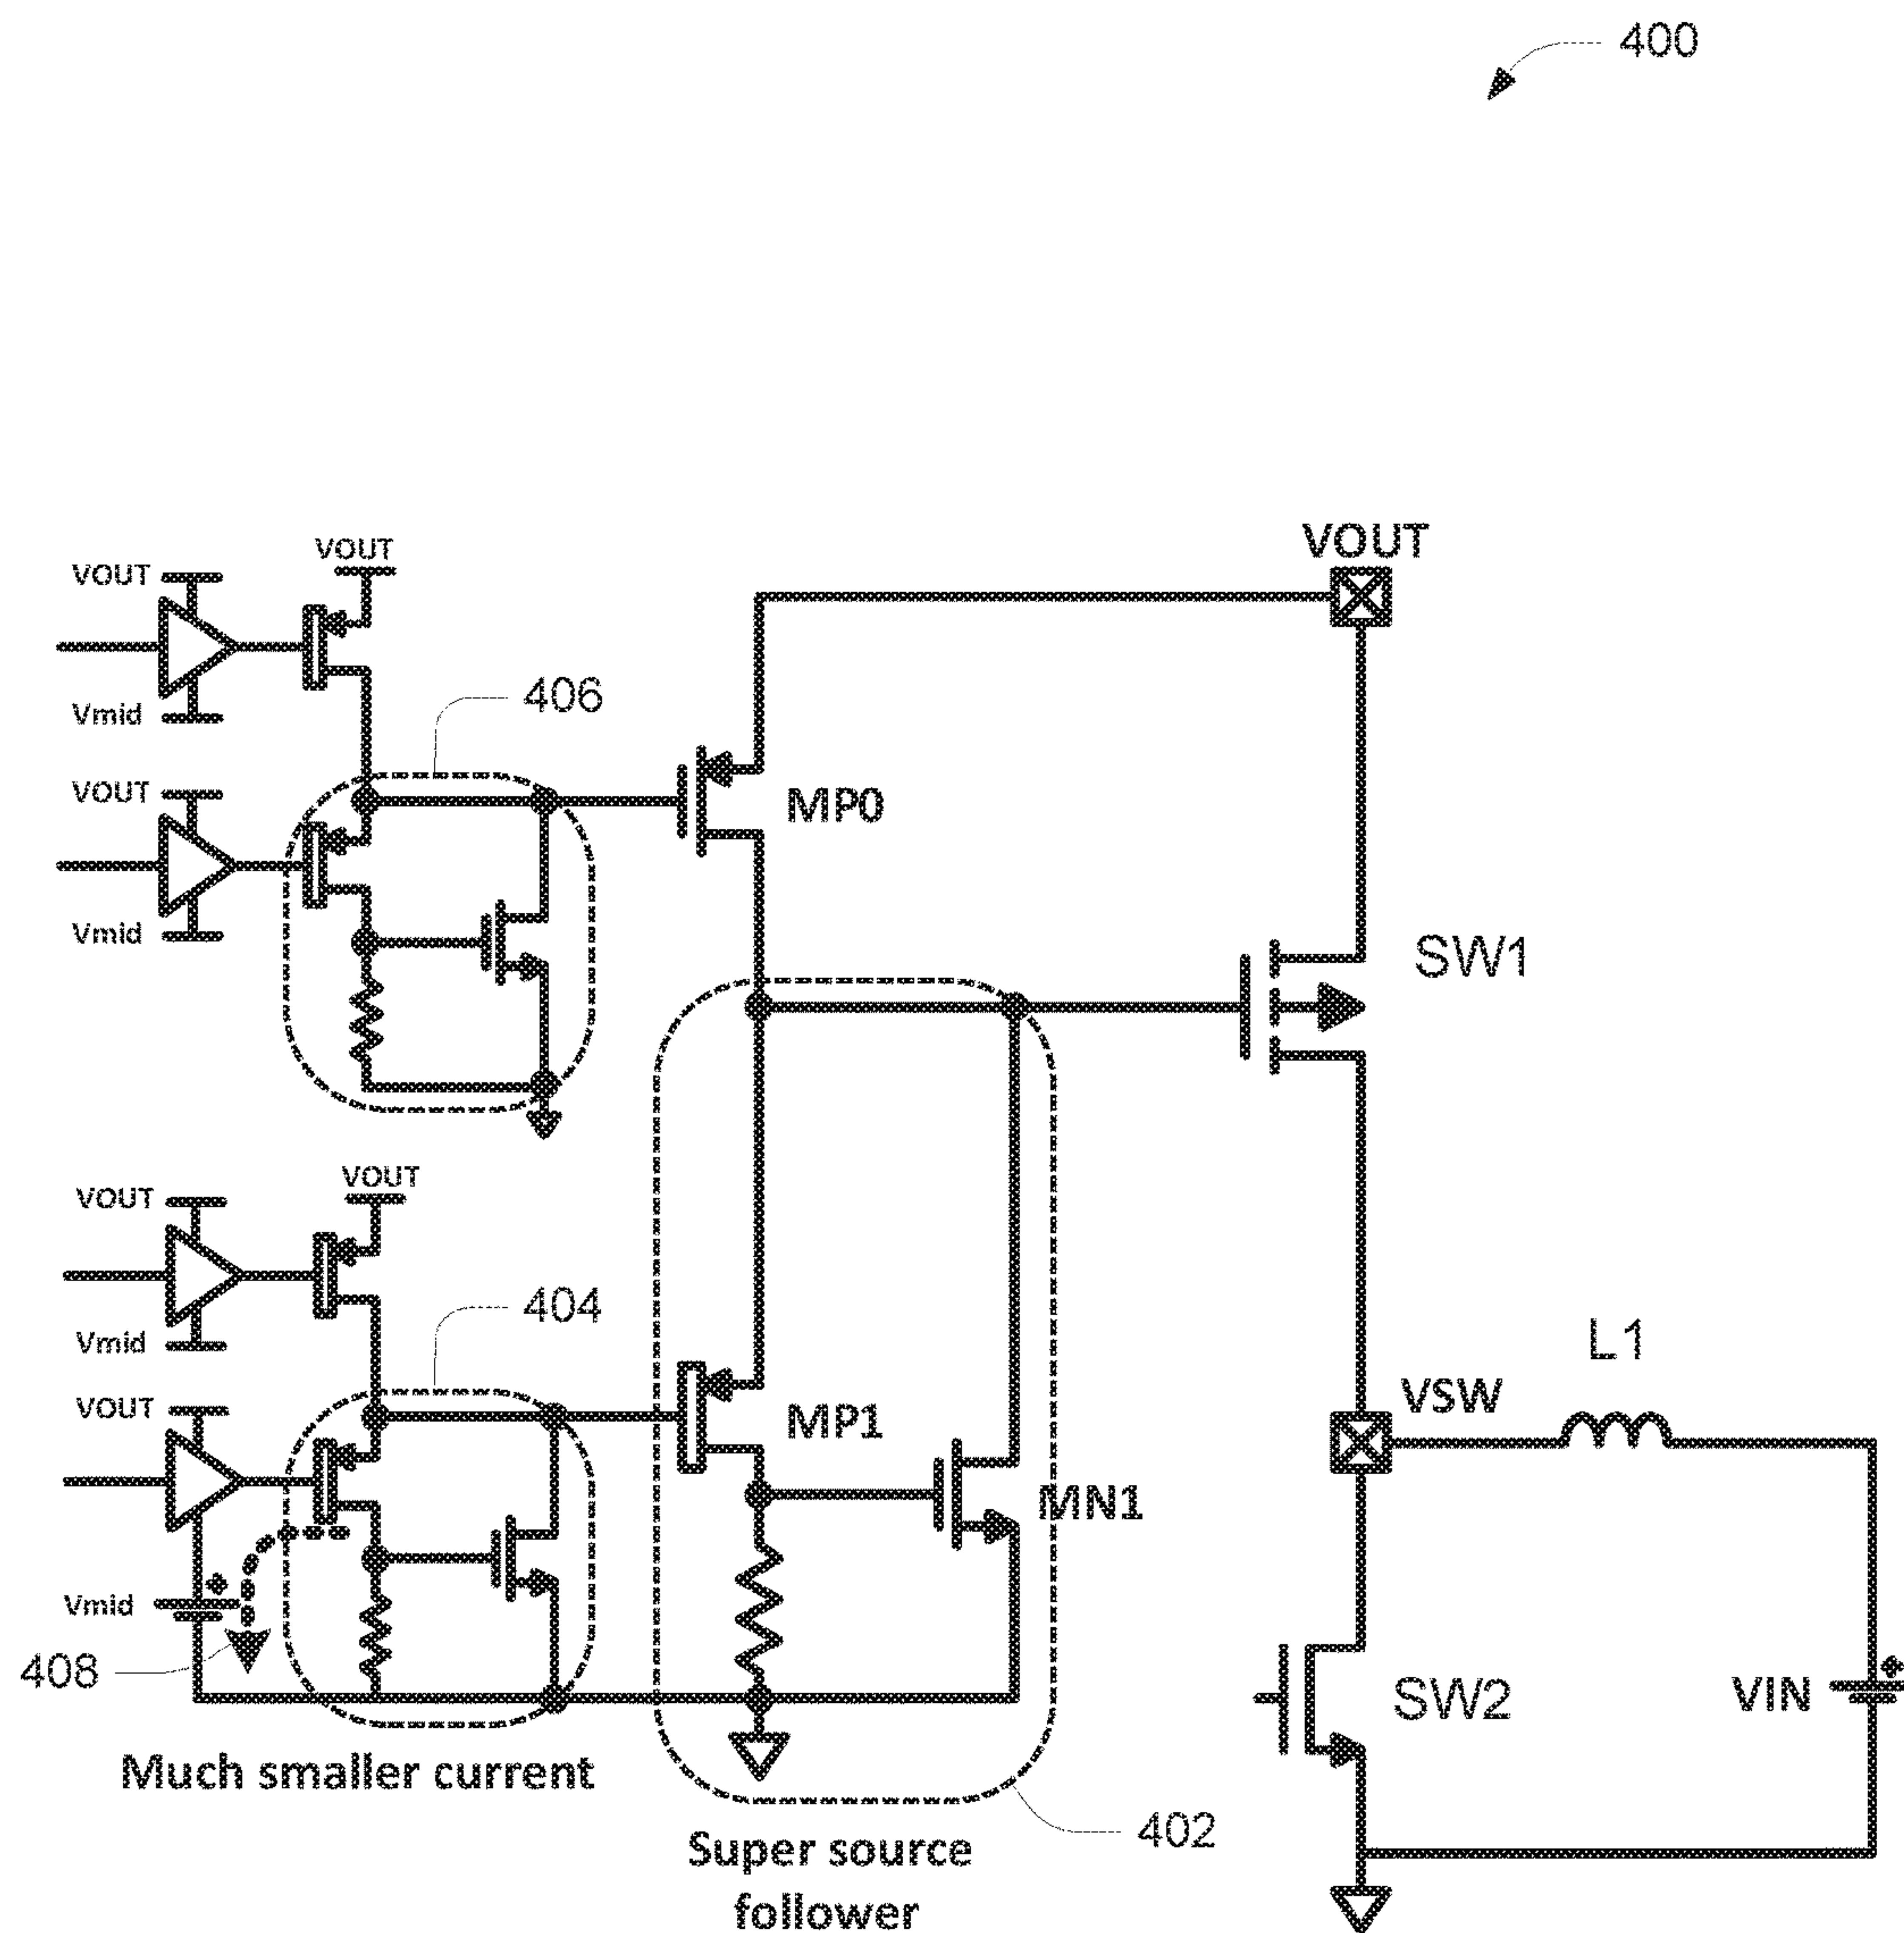 400
VOUT
VOUT
VOUT
Vmid
406
VOUT
MP0
Vmid
SW1
VOUT
VOUT
404
Vmid
L1
VOUT
VSW
MP1
MN1
Vmid
408
SW2
VIN
Much smaller current
402
Super source
follower